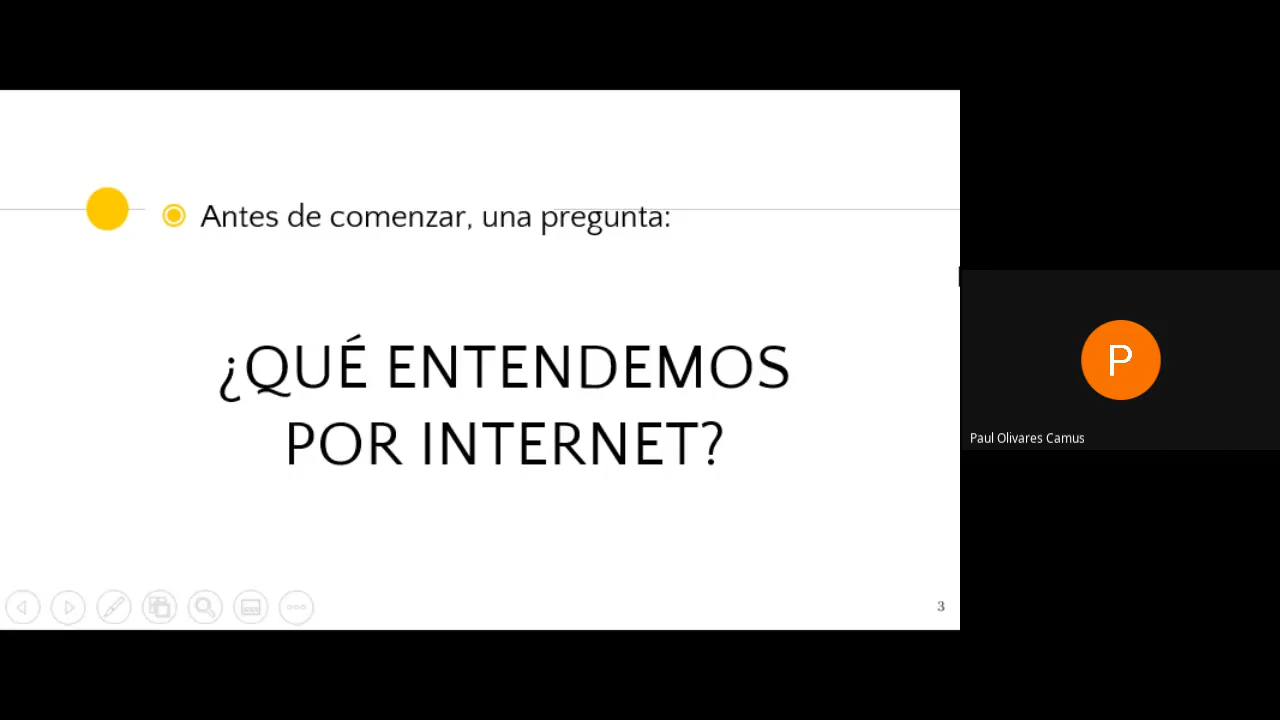 Antes de comenzar, una pregunta:
¿QUÉ ENTENDEMOS
POR INTERNET?
3
P
Paul Olivares Camus